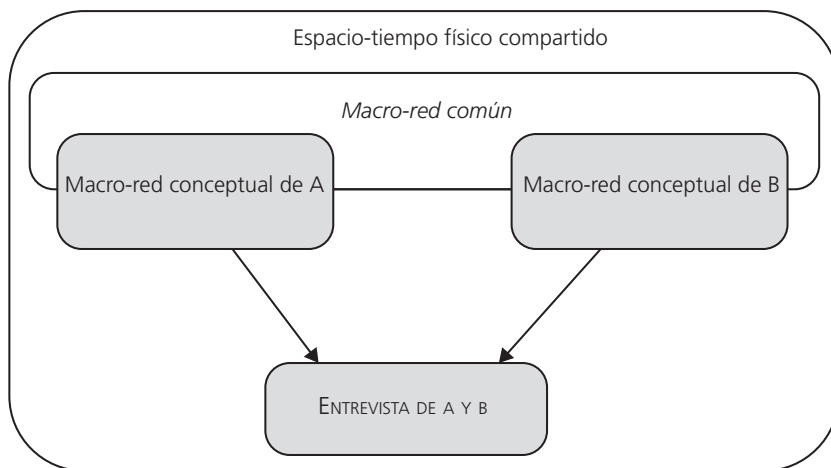 Espacio-tiempo físico compartido
Macro-red común
Macro-red conceptual de A
Macro-red conceptual de B
ENTREVISTA DE A Y B